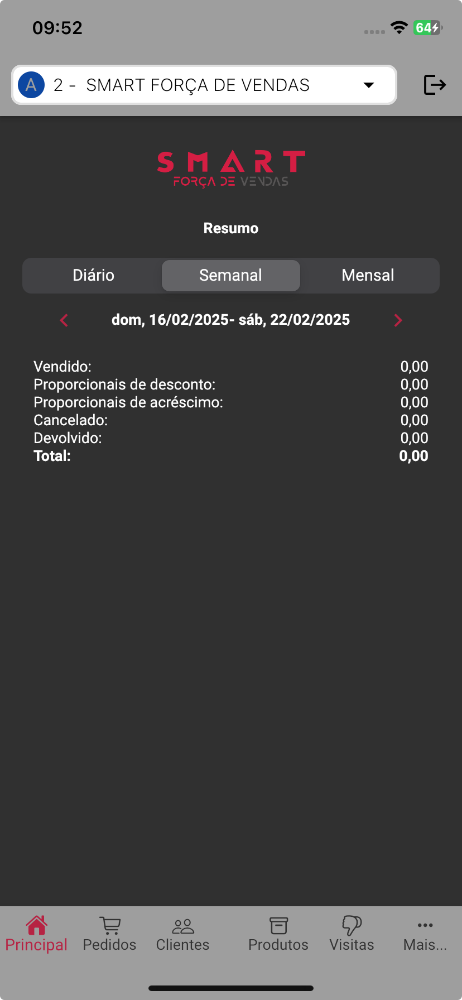 09:52
64
A 2 - SMART FORÇA DE VENDAS
SMART
FORÇA DE VENDAS
Resumo
Diário Semanal Mensal
dom, 16/02/2025- sáb, 22/02/2025
Vendido: 0,00
Proporcionais de desconto: 0,00
Proporcionais de acréscimo: 0,00
Cancelado: 0,00
Devolvido: 0,00
Total: 0,00
Principal Pedidos Clientes Produtos Visitas Mais...